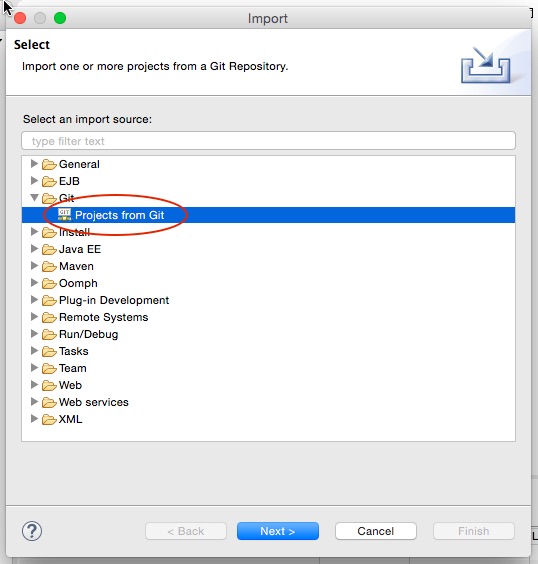 Import
Select
Import one or more projects from a Git Repository.
Select an import source:
type filter text
General
EJB
Git
GIT
Projects from Git
Install
Java EE
Maven
Oomph
Plug-in Development
Remote Systems
Run/Debug
Tasks
Team
Web
Web services
XML
?
< Back
Next >
Cancel
Finish